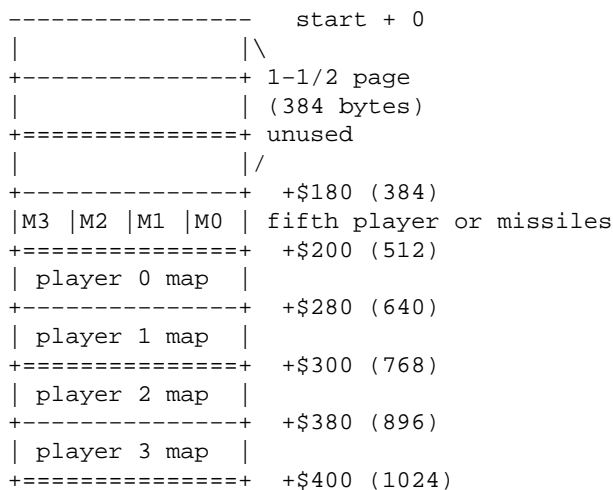 ----------------- start + 0
| |\
+---------------+ 1-1/2 page
| | (384 bytes)
+===============+ unused
| |/
+---------------+ +$180 (384)
|M3 |M2 |M1 |M0 | fifth player or missiles
+===============+ +$200 (512)
| player 0 map |
+---------------+ +$280 (640)
| player 1 map |
+===============+ +$300 (768)
| player 2 map |
+---------------+ +$380 (896)
| player 3 map |
+===============+ +$400 (1024)